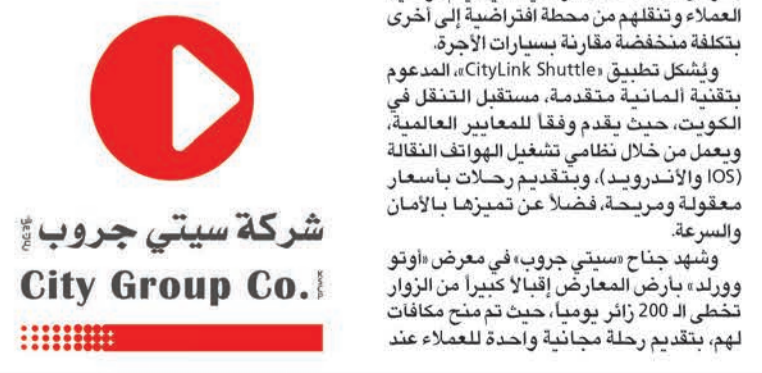 العملاء وتنقلهم من محطة افتراضية إلى أخرى
بتكلفة منخفضة مقارنة بسيارات الأجرة.
ويُشكل تطبيق «CityLink Shuttle»، المدعوم
بتقنية ألمانية متقدمة، مستقبل التنقل في
الكويت، حيث يقدم وفقاً للمعايير العالمية،
ويعمل من خلال نظامي تشغيل الهواتف النقالة
(IOS والأندرويد)، وبتقديم رحلات بأسعار
معقولة ومريحة، فضلاً عن تميزها بالأمان
والسرعة.
وشهد جناح «سيتي جروب» في معرض «أوتو
وورلد» بأرض المعارض إقبالاً كبيراً من الزوار
تخطى الـ 200 زائر يومياً، حيث تم منح مكافآت
لهم، بتقديم رحلة مجانية واحدة للعملاء عند
شركة سيتي جروب
City Group Co.